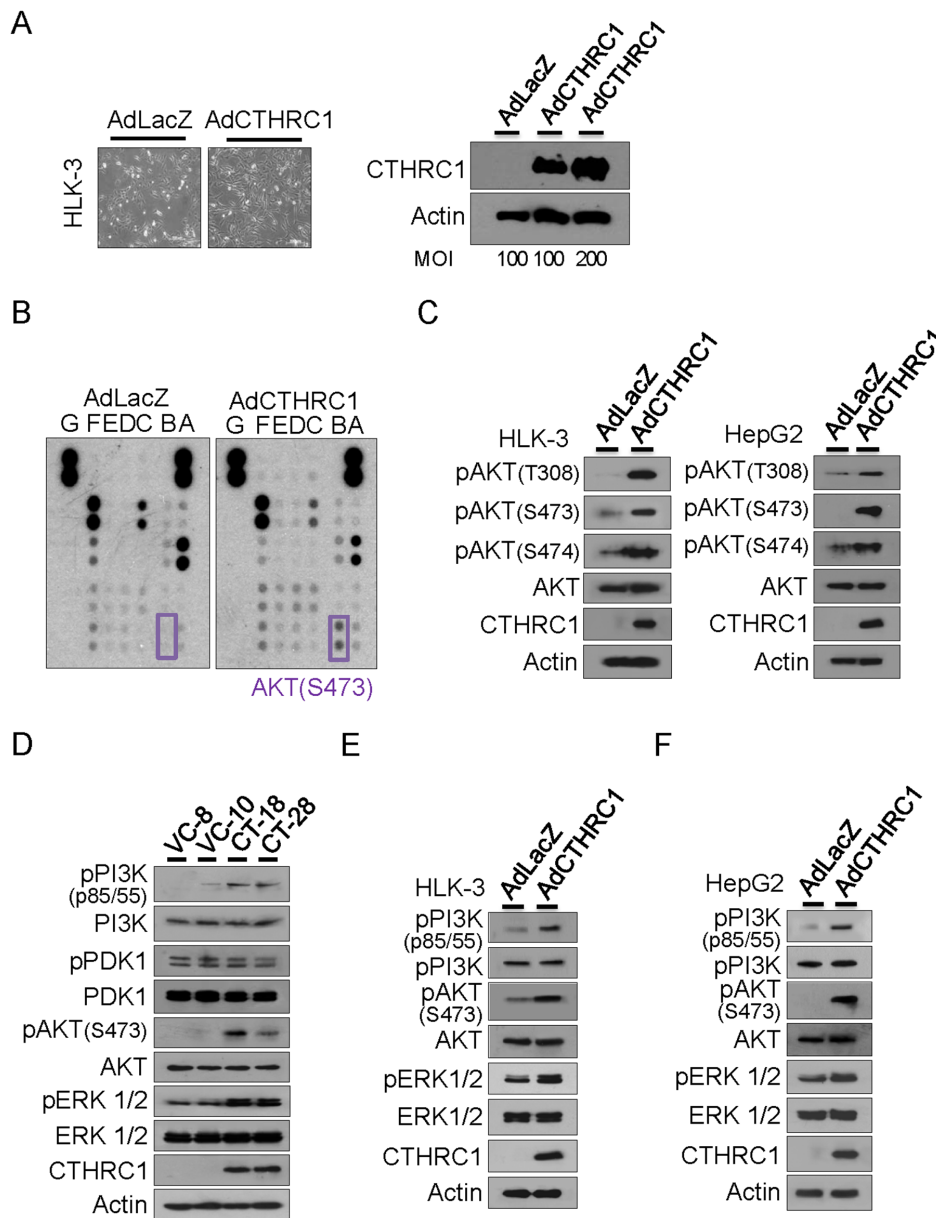 A
AdLacZ AdCTHRC1
HLK-3
AdLacZ
AdCTHRC1
AdCTHRC1
CTHRC1
Actin
MOI 100 100 200
B
AdLacZ AdCTHRC1
G FEDC BA G FEDC BA
AKT(S473)
C
HLK-3
AdLacZ
AdCTHRC1
pAKT(T308)
pAKT(S473)
pAKT(S474)
AKT
CTHRC1
Actin
HepG2
AdLacZ
AdCTHRC1
pAKT(T308)
pAKT(S473)
pAKT(S474)
AKT
CTHRC1
Actin
D
VC-8
VC-10
CT-18
CT-28
pPI3K
(p85/55)
PI3K
pPDK1
PDK1
pAKT(S473)
AKT
pERK 1/2
ERK 1/2
CTHRC1
Actin
E
HLK-3
AdLacZ
AdCTHRC1
pPI3K
(p85/55)
pPI3K
pAKT
(S473)
AKT
pERK1/2
ERK1/2
CTHRC1
Actin
F
HepG2
AdLacZ
AdCTHRC1
pPI3K
(p85/55)
pPI3K
pAKT
(S473)
AKT
pERK 1/2
ERK 1/2
CTHRC1
Actin